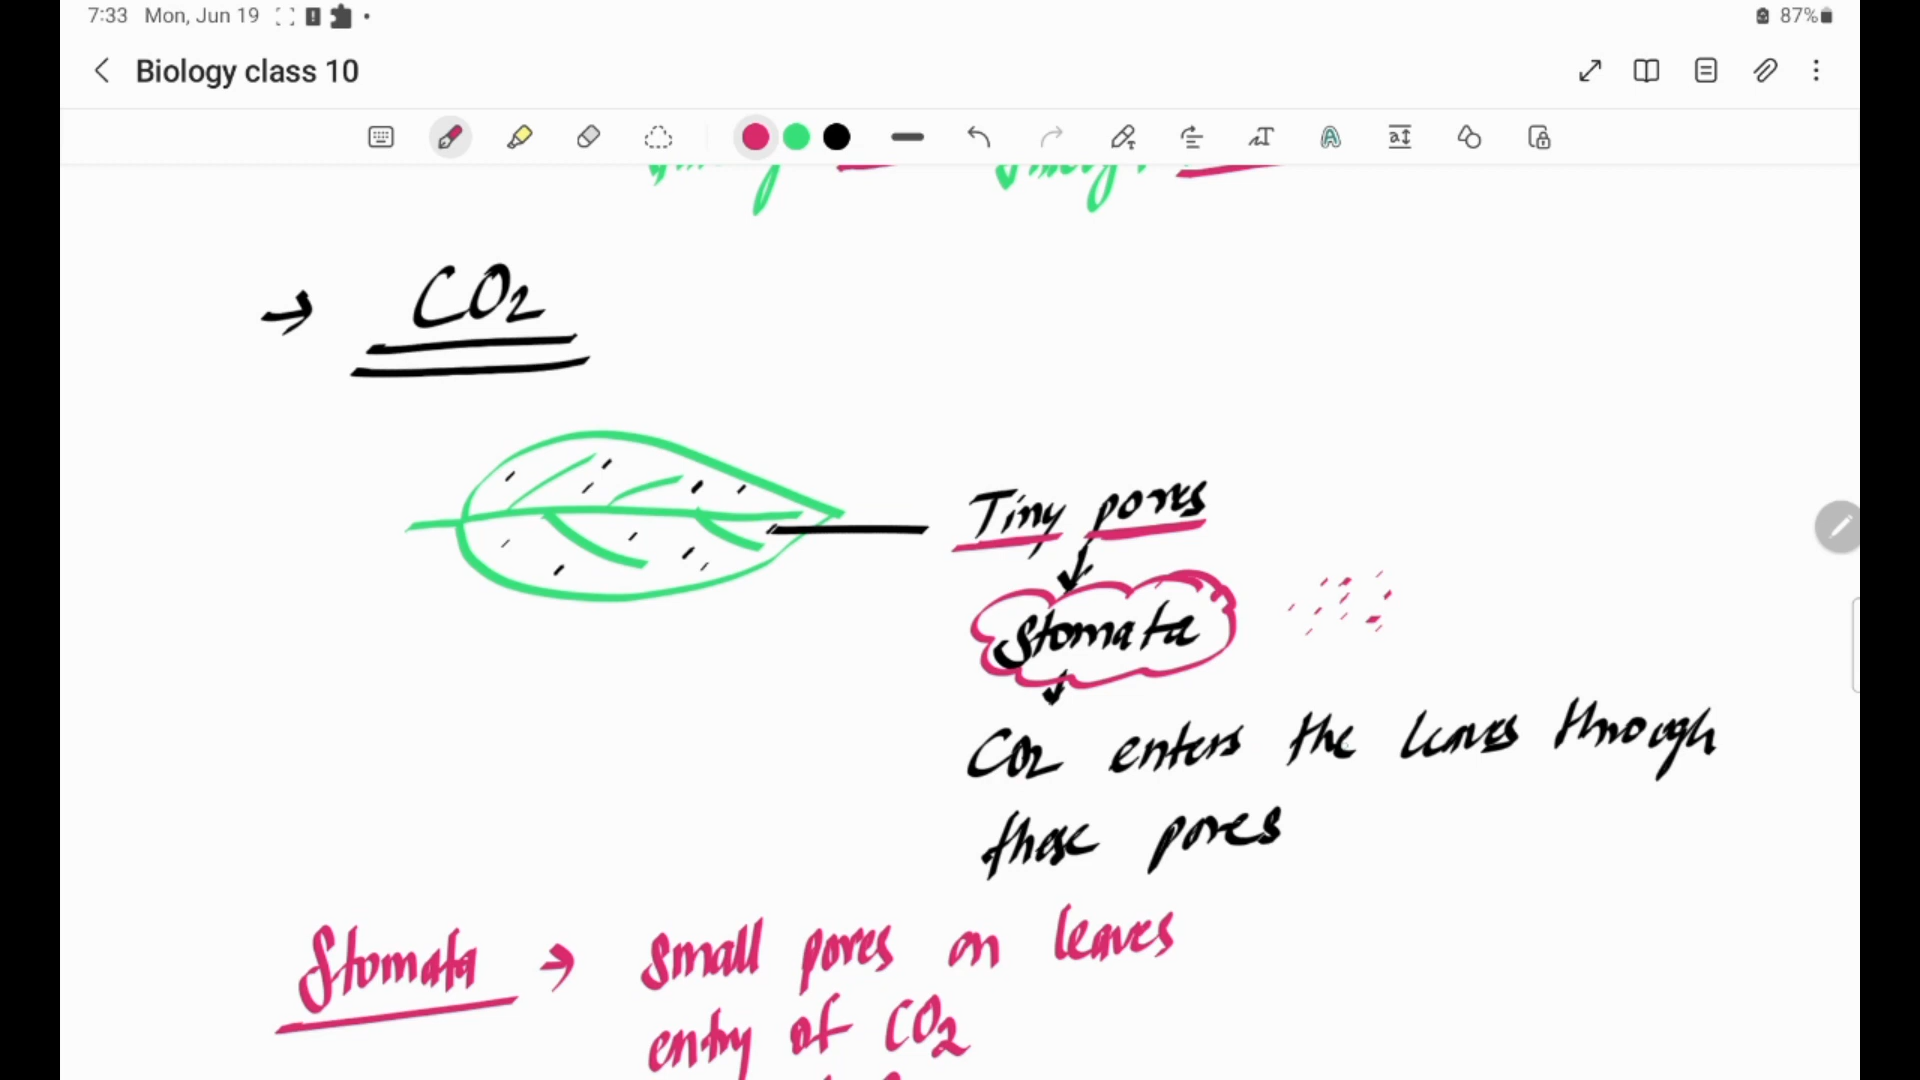 7:33 Mon, Jun 19
87%
Biology class 10
→ CO2
Tiny pores
Stomata
CO2 enters the leaves through
these pores
Stomata → small pores on leaves
entry of CO2